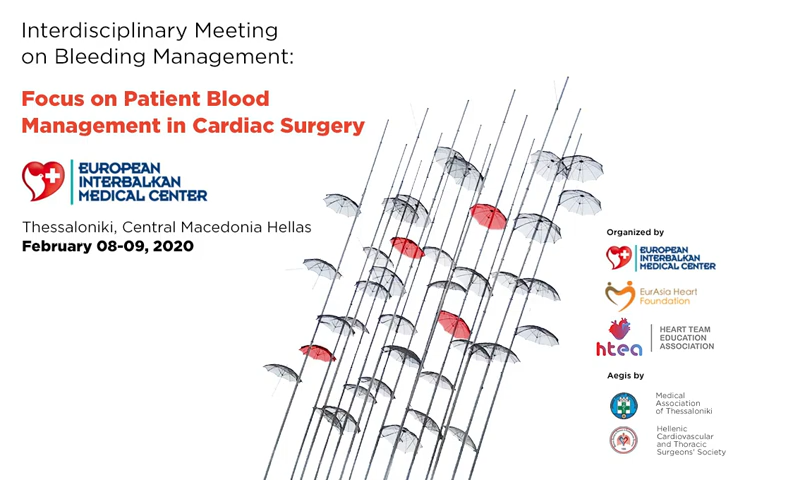 Interdisciplinary Meeting
on Bleeding Management:
Focus on Patient Blood
Management in Cardiac Surgery
EUROPEAN
INTERBALKAN
MEDICAL CENTER
Thessaloniki, Central Macedonia Hellas
February 08-09, 2020
Organized by
EUROPEAN
INTERBALKAN
MEDICAL CENTER
EurAsia Heart
Foundation
htea
HEART TEAM
EDUCATION
ASSOCIATION
Aegis by
Medical
Association
of Thessaloniki
Hellenic
Cardiovascular
and Thoracic
Surgeons' Society